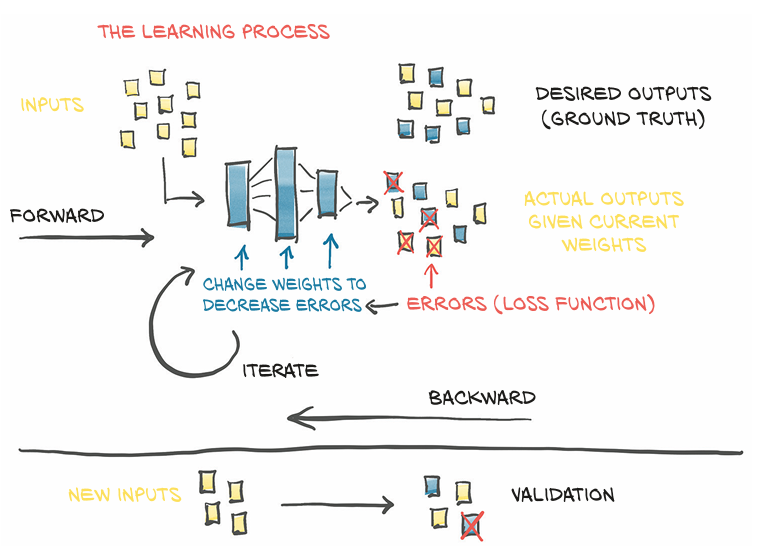 THE LEARNING PROCESS
INPUTS
DESIRED OUTPUTS
(GROUND TRUTH)
FORWARD
ACTUAL OUTPUTS
GIVEN CURRENT
WEIGHTS
CHANGE WEIGHTS TO
DECREASE ERRORS
ERRORS (LOSS FUNCTION)
ITERATE
BACKWARD
NEW INPUTS
VALIDATION